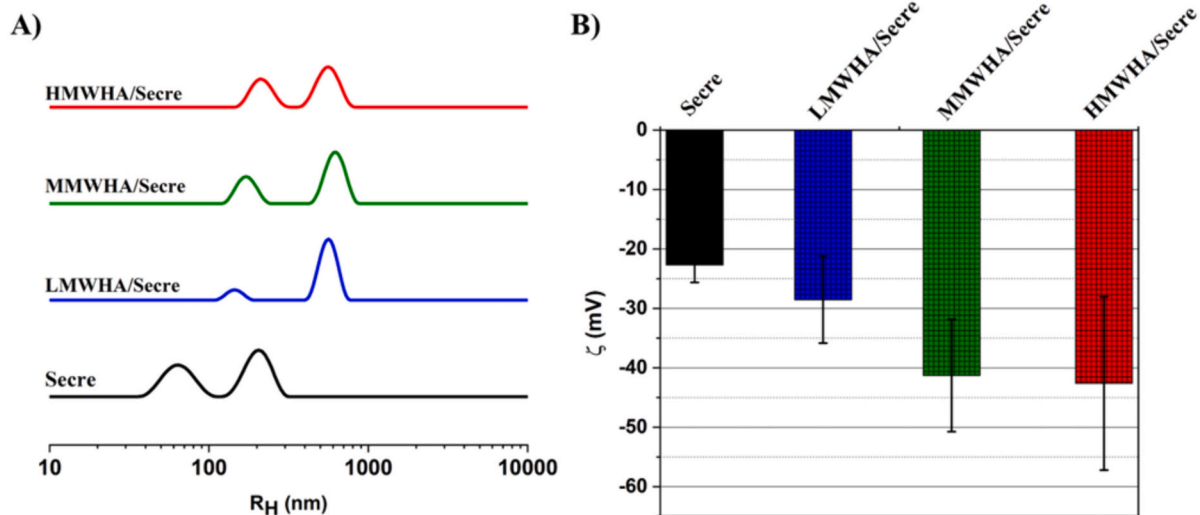 A)
HMWHA/Secre
MMWHA/Secre
LMWHA/Secre
Secre
10 100 1000 10000
RH (nm)
B)
Secre
LMWHA/Secre
MMWHA/Secre
HMWHA/Secre
0
-10
-20
-30
-40
-50
-60
ζ (mV)